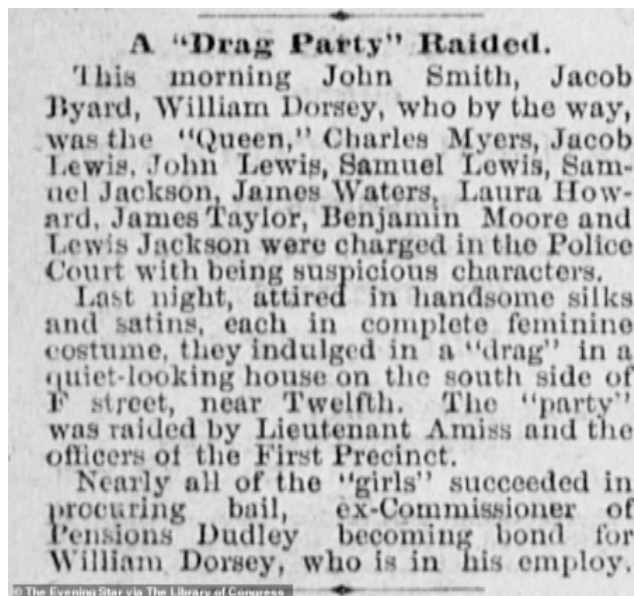 A "Drag Party" Raided.
This morning John Smith, Jacob
Byard, William Dorsey, who by the way,
was the "Queen," Charles Myers, Jacob
Lewis, John Lewis, Samuel Lewis, Sam-
uel Jackson, James Waters, Laura How-
ard, James Taylor, Benjamin Moore and
Lewis Jackson were charged in the Police
Court with being suspicious characters.
Last night, attired in handsome silks
and satins, each in complete feminine
costume, they indulged in a "drag" in a
quiet-looking house on the south side of
F street, near Twelfth. The "party"
was raided by Lieutenant Amiss and the
officers of the First Precinct.
Nearly all of the "girls" succeeded in
procuring bail, ex-Commissioner of
Pensions Dudley becoming bond for
William Dorsey, who is in his employ.
© The Evening Star via The Library of Congress